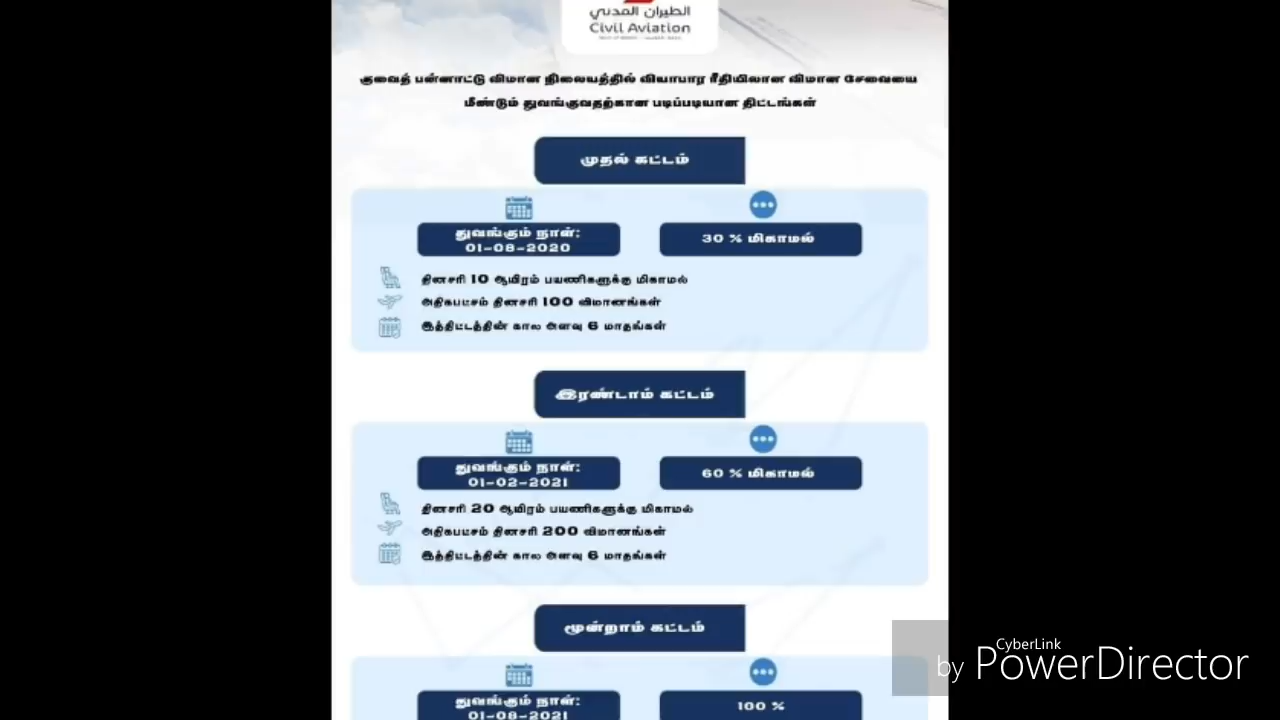 الطيران المدني
Civil Aviation
குவைத் பன்னாட்டு விமான நிலையத்தில் வியாபார ரீதியிலான விமான சேவையை
மீண்டும் துவங்குவதற்கான படிப்படியான திட்டங்கள்
முதல் கட்டம்
துவங்கும் நாள்:
01-08-2020
30 % மிகாமல்
தினசரி 10 ஆயிரம் பயணிகளுக்கு மிகாமல்
அதிகபட்சம் தினசரி 100 விமானங்கள்
இத்திட்டத்தின் கால அளவு 6 மாதங்கள்
இரண்டாம் கட்டம்
துவங்கும் நாள்:
01-02-2021
60 % மிகாமல்
தினசரி 20 ஆயிரம் பயணிகளுக்கு மிகாமல்
அதிகபட்சம் தினசரி 200 விமானங்கள்
இத்திட்டத்தின் கால அளவு 6 மாதங்கள்
மூன்றாம் கட்டம்
துவங்கும் நாள்:
01-08-2021
100 %
by CyberLink PowerDirector